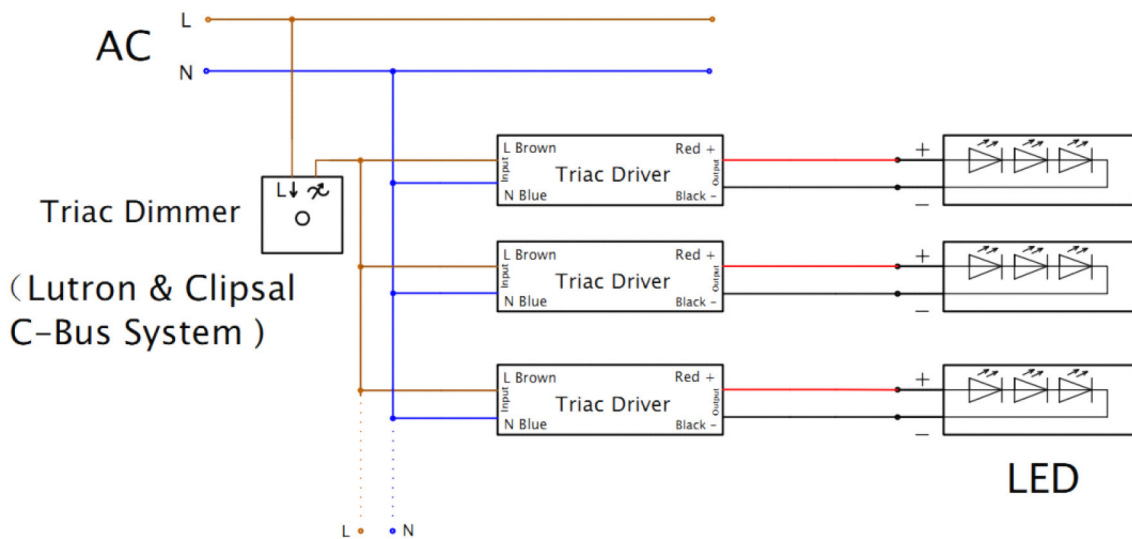 L
AC
N
L Brown
Red +
Input
Triac Driver
Output
N Blue
Black -
+
−
L
Triac Dimmer
（Lutron & Clipsal
C-Bus System )
L Brown
Red +
Input
Triac Driver
Output
N Blue
Black -
+
−
L Brown
Red +
Input
Triac Driver
Output
N Blue
Black -
+
−
LED
L
N